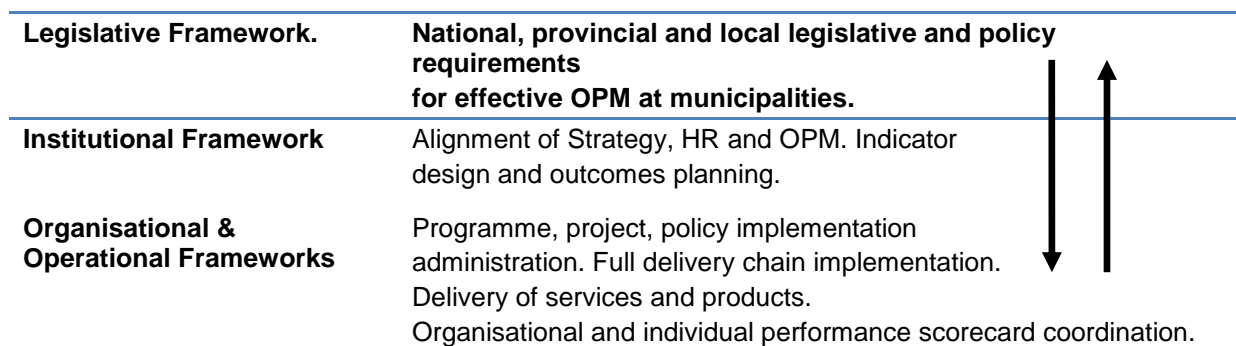 Legislative Framework. National, provincial and local legislative and policy
requirements
for effective OPM at municipalities.
Institutional Framework Alignment of Strategy, HR and OPM. Indicator
design and outcomes planning.
Organisational & Programme, project, policy implementation
Operational Frameworks administration. Full delivery chain implementation.
Delivery of services and products.
Organisational and individual performance scorecard coordination.